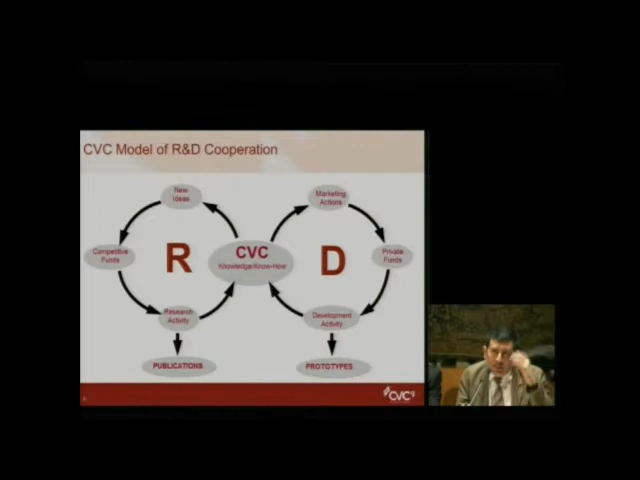 CVC Model of R&D Cooperation
New
Ideas
Marketing
Actions
Competitive
Funds
R
CVC
Knowledge/Know-How
D
Private
Funds
Research
Activity
Development
Activity
PUBLICATIONS
PROTOTYPES
CVC